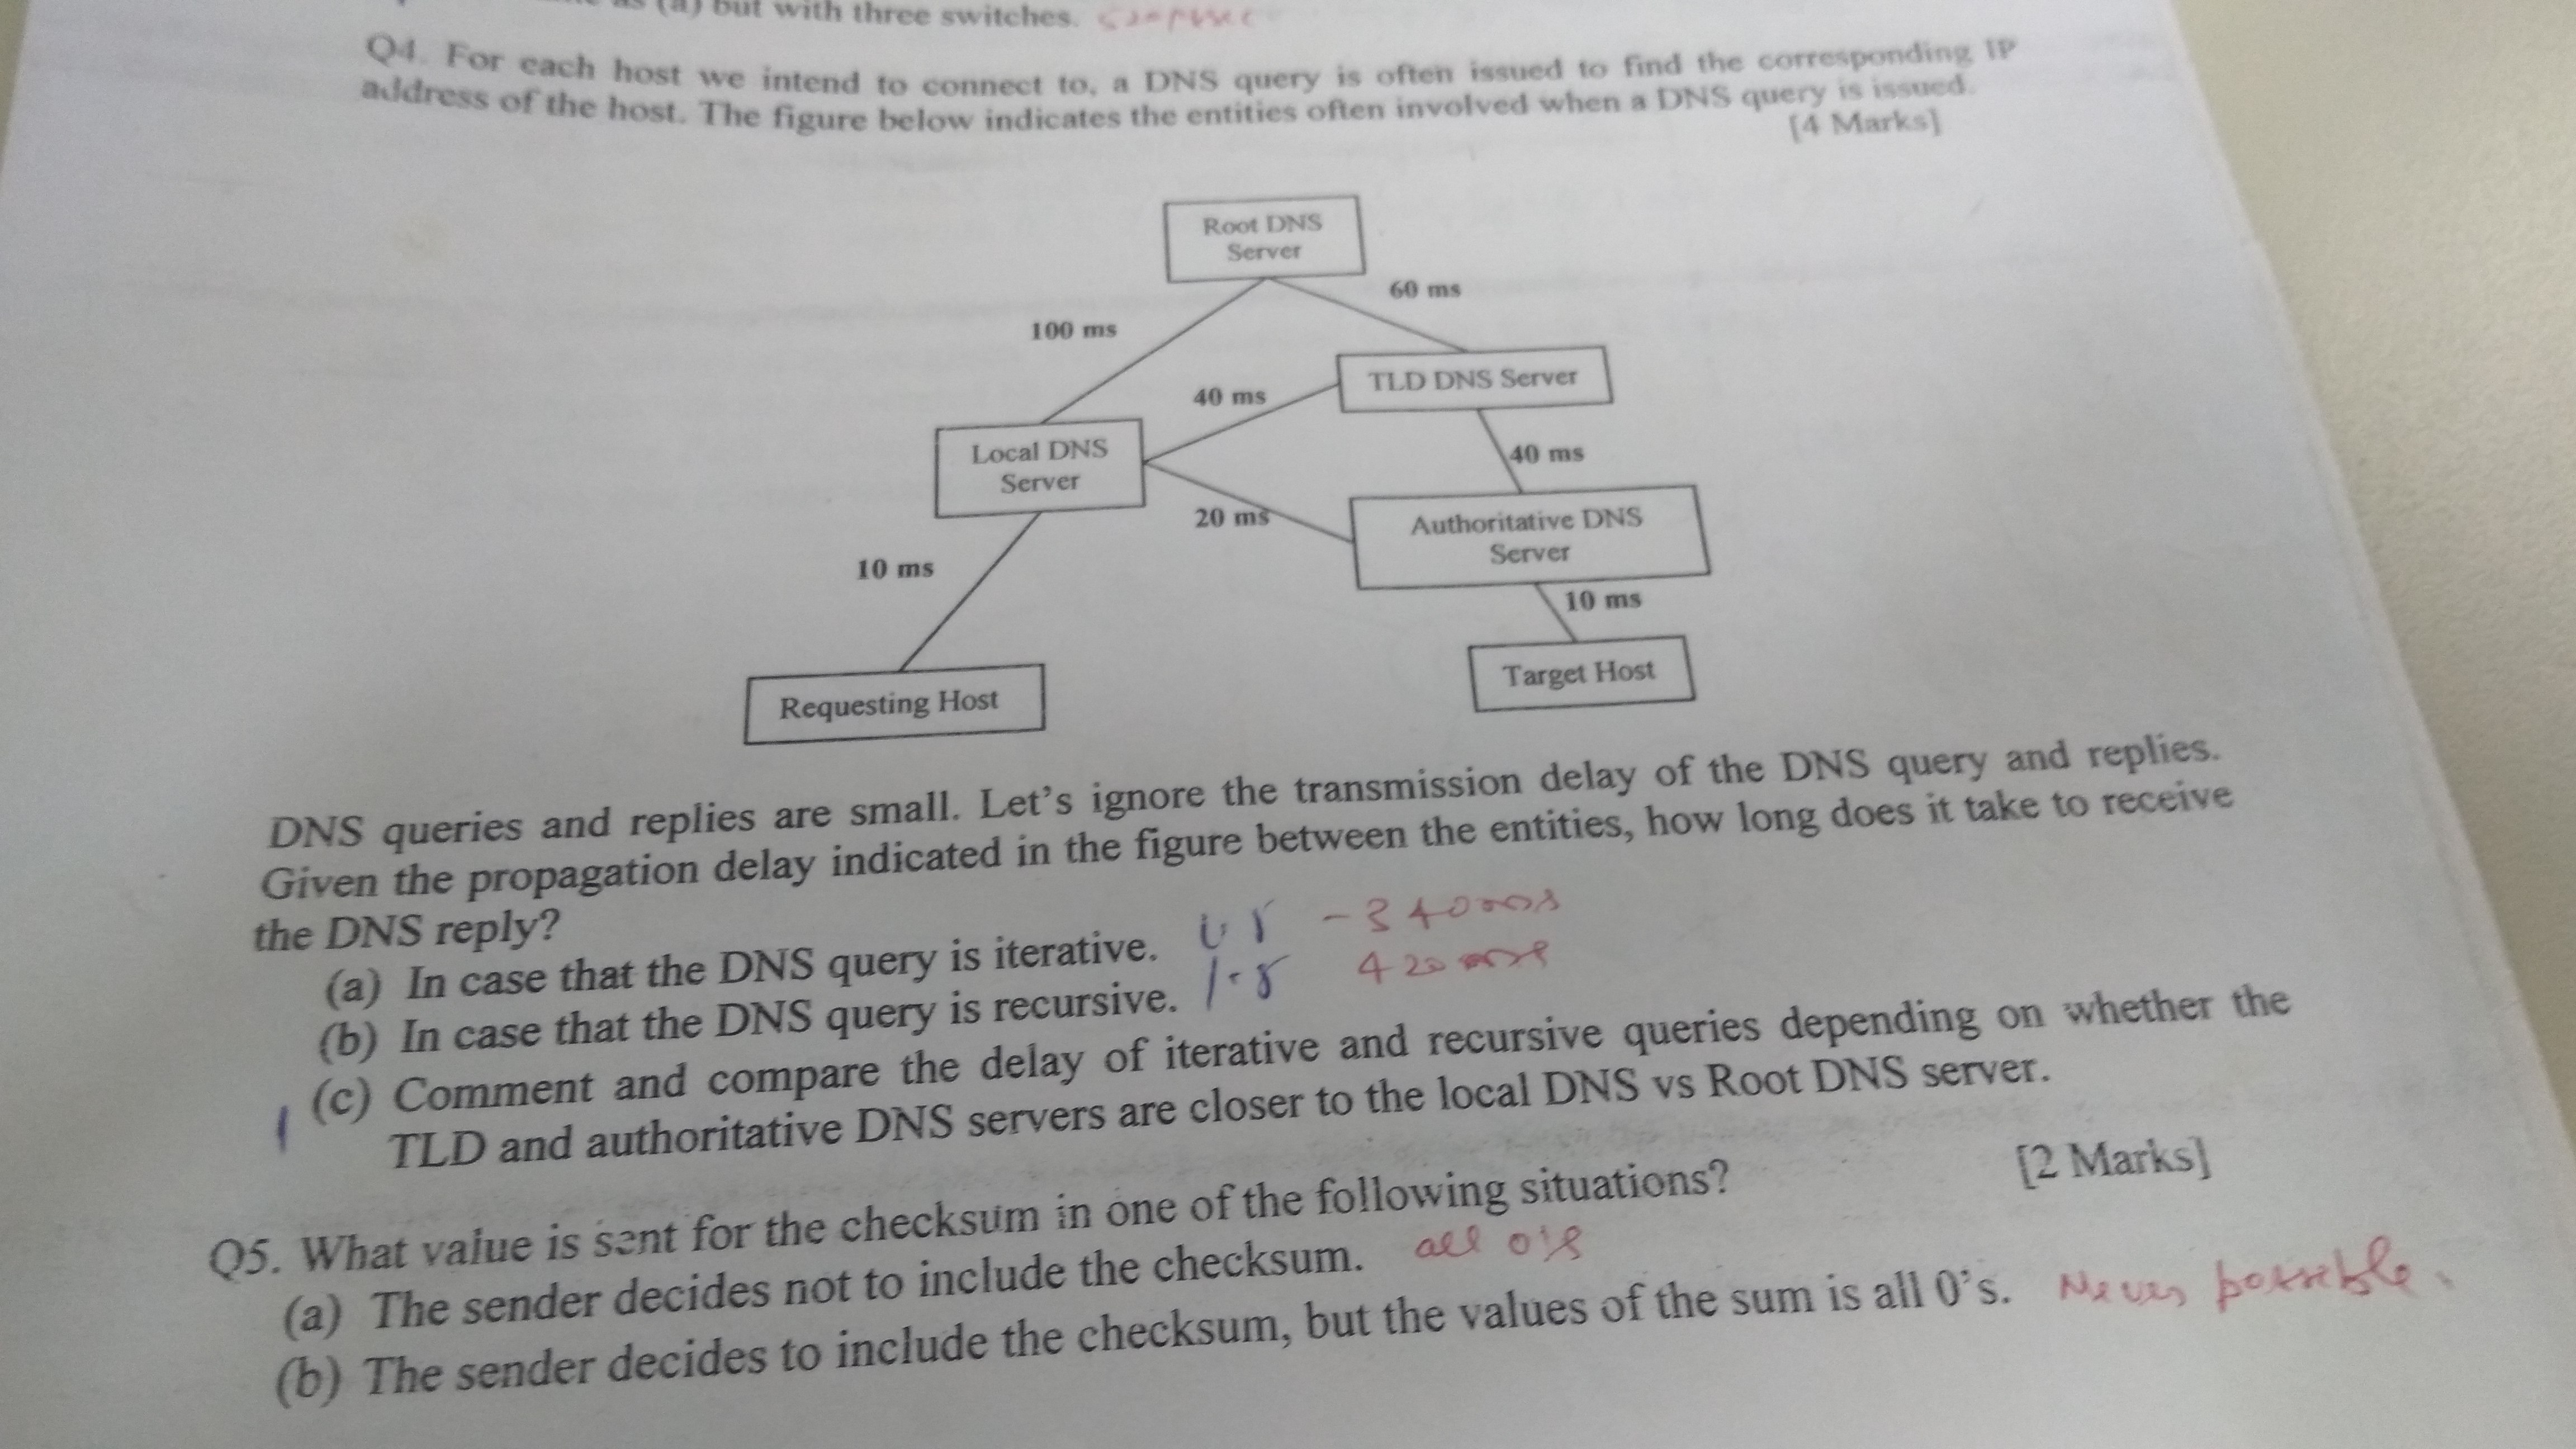 as (a) but with three switches.
Q4. For each host we intend to connect to, a DNS query is often issued to find the corresponding IP
address of the host. The figure below indicates the entities often involved when a DNS query is issued.
[4 Marks]
Root DNS
Server
60 ms
100 ms
TLD DNS Server
40 ms
Local DNS
Server
40 ms
20 ms
Authoritative DNS
Server
10 ms
10 ms
Target Host
Requesting Host
DNS queries and replies are small. Let's ignore the transmission delay of the DNS query and replies.
Given the propagation delay indicated in the figure between the entities, how long does it take to receive
the DNS reply?
(a) In case that the DNS query is iterative. - 340ms
(b) In case that the DNS query is recursive. 1.5 420 ms
(c) Comment and compare the delay of iterative and recursive queries depending on whether the
TLD and authoritative DNS servers are closer to the local DNS vs Root DNS server.
[2 Marks]
Q5. What value is sent for the checksum in one of the following situations?
(a) The sender decides not to include the checksum. all 0's
(b) The sender decides to include the checksum, but the values of the sum is all 0's. Never possible.